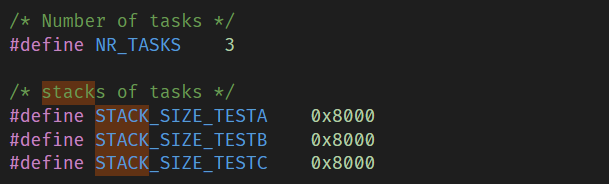 /* Number of tasks */
#define NR_TASKS    3
/* stacks of tasks */
#define STACK_SIZE_TESTA    0x8000
#define STACK_SIZE_TESTB    0x8000
#define STACK_SIZE_TESTC    0x8000